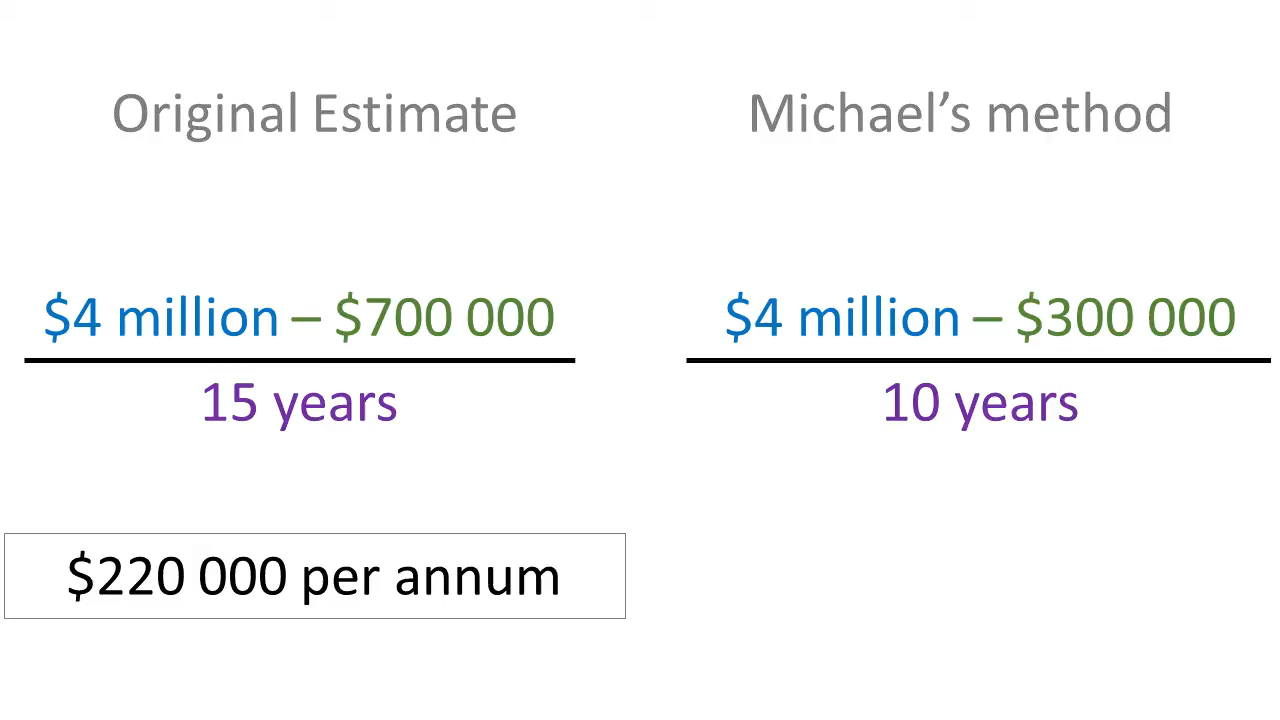 Original Estimate
$4 million – $700 000
15 years
$220 000 per annum
Michael’s method
$4 million – $300 000
10 years